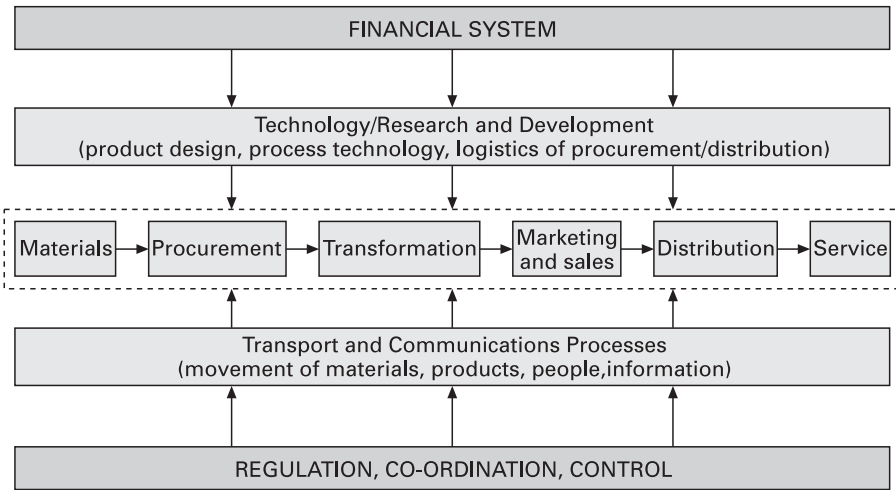 FINANCIAL SYSTEM
Technology/Research and Development
(product design, process technology, logistics of procurement/distribution)
Materials
Procurement
Transformation
Marketing
and sales
Distribution
Service
Transport and Communications Processes
(movement of materials, products, people,information)
REGULATION, CO-ORDINATION, CONTROL